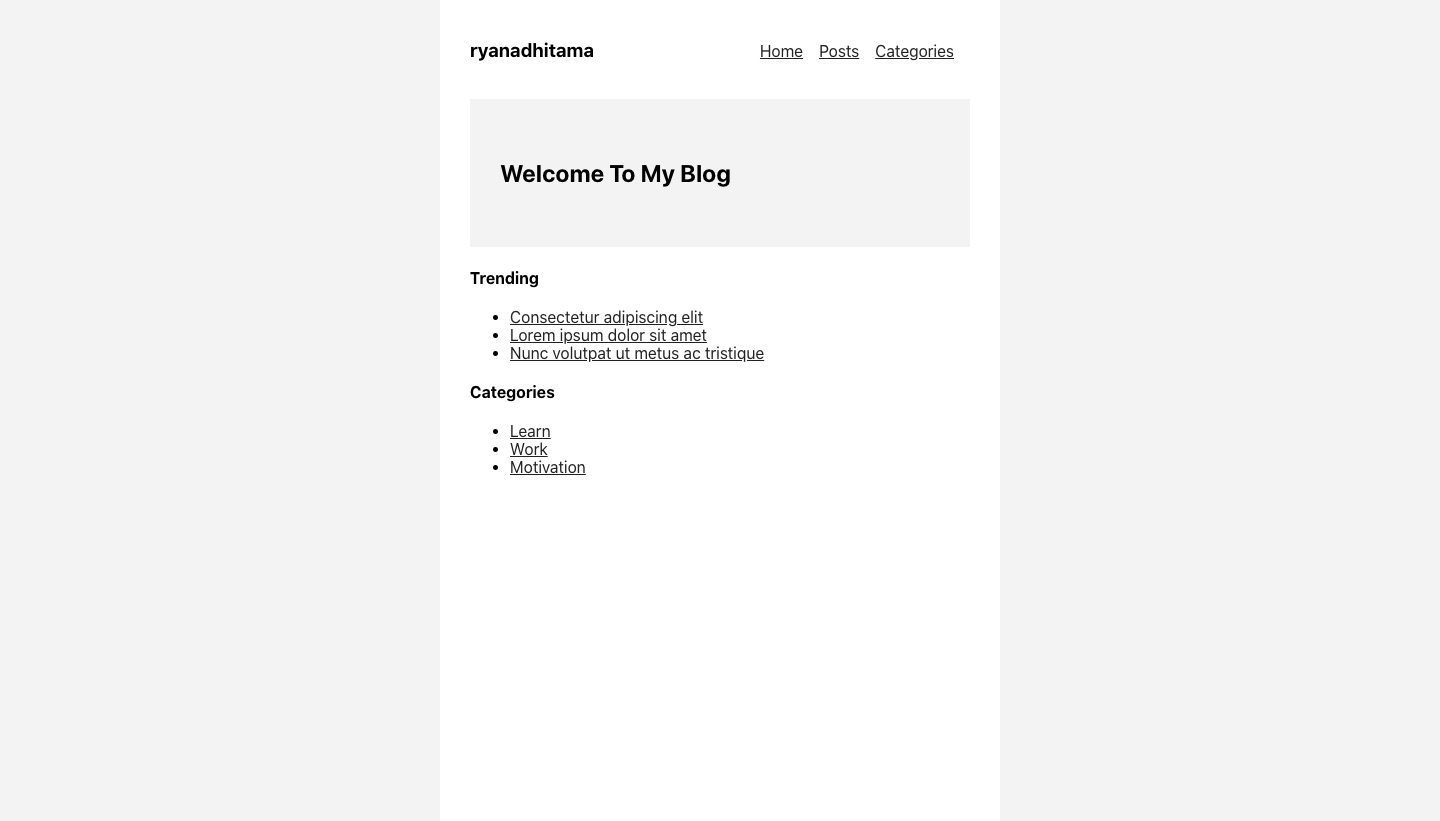 ryanadhitama
Home Posts Categories
Welcome To My Blog
Trending
Consectetur adipiscing elit
Lorem ipsum dolor sit amet
Nunc volutpat ut metus ac tristique
Categories
Learn
Work
Motivation